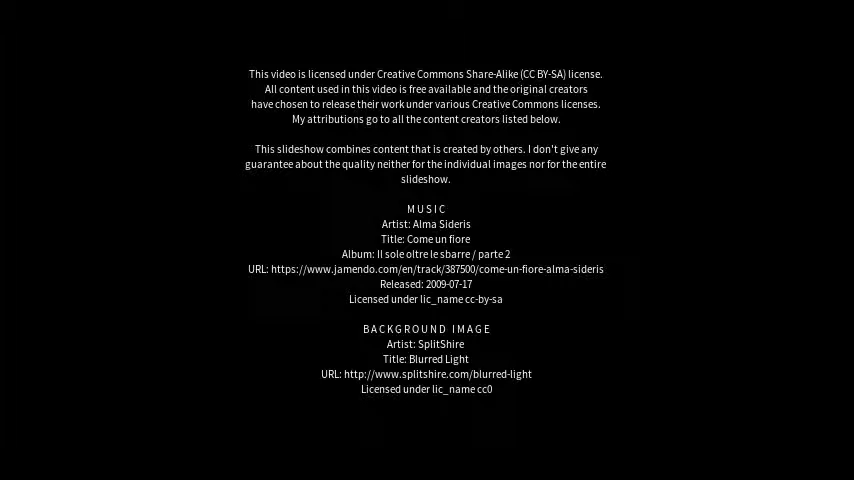 This video is licensed under Creative Commons Share-Alike (CC BY-SA) license.
All content used in this video is free available and the original creators
have chosen to release their work under various Creative Commons licenses.
My attributions go to all the content creators listed below.
This slideshow combines content that is created by others. I don't give any
guarantee about the quality neither for the individual images nor for the entire
slideshow.
MUSIC
Artist: Alma Sideris
Title: Come un fiore
Album: Il sole oltre le sbarre / parte 2
URL: https://www.jamendo.com/en/track/387500/come-un-fiore-alma-sideris
Released: 2009-07-17
Licensed under lic_name cc-by-sa
BACKGROUND IMAGE
Artist: SplitShire
Title: Blurred Light
URL: http://www.splitshire.com/blurred-light
Licensed under lic_name cc0